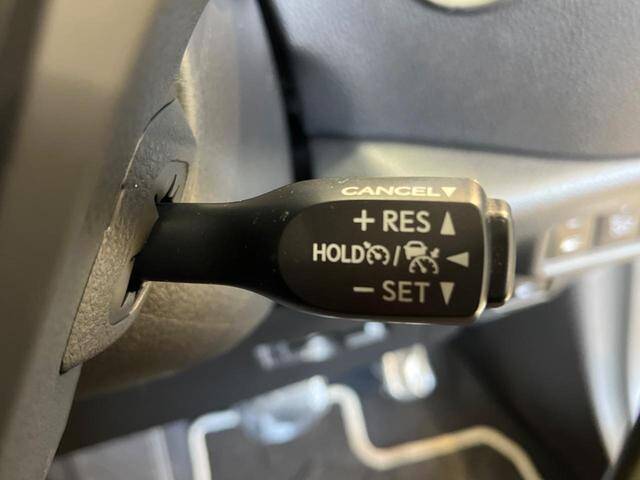 CANCEL▼
+ RES ▲
HOLD / ◄
− SET ▼